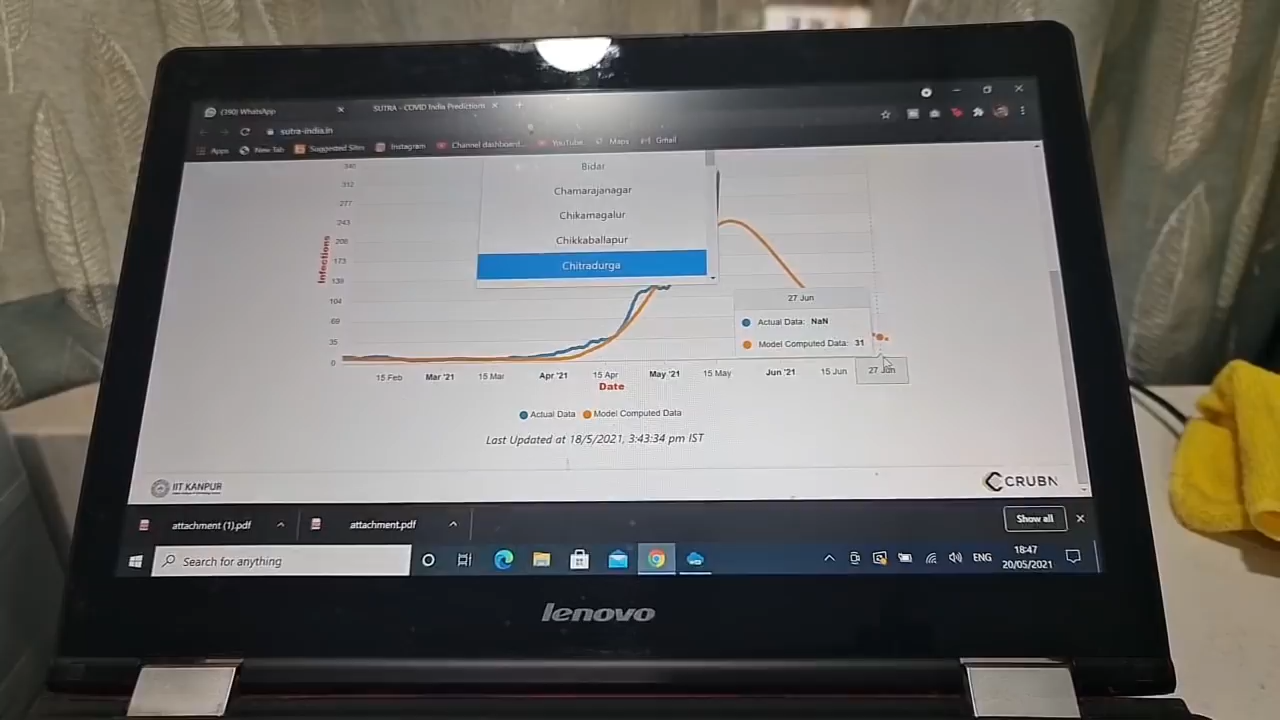 (390) WhatsApp
SUTRA - COVID India Predictions
sutra-india.in
Apps
New Tab
Suggested Sites
Instagram
Channel dashboard...
YouTube
Maps
Gmail
346
312
277
243
208
173
139
104
69
35
0
Infections
Bidar
Chamarajanagar
Chikamagalur
Chikkaballapur
Chitradurga
27 Jun
Actual Data: NaN
Model Computed Data: 31
15 Feb
Mar '21
15 Mar
Apr '21
15 Apr
May '21
15 May
Jun '21
15 Jun
27 Jun
Date
Actual Data
Model Computed Data
Last Updated at 18/5/2021, 3:43:34 pm IST
IIT KANPUR
CRUBN
attachment (1).pdf
attachment.pdf
Show all
Search for anything
ENG
18:47
20/05/2021
lenovo